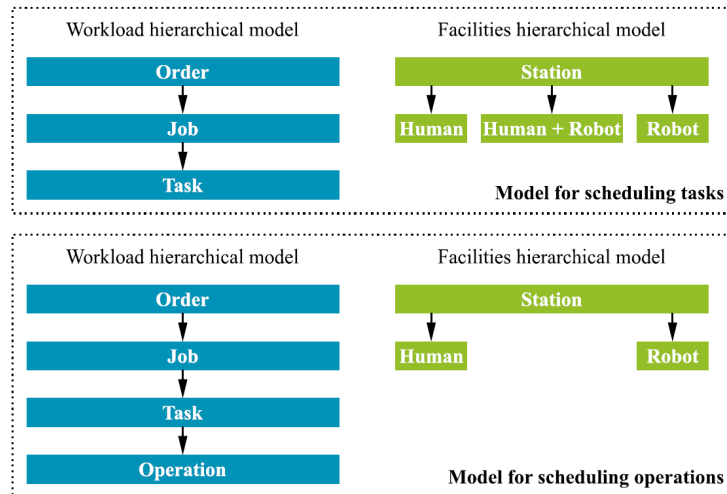 Workload hierarchical model
Facilities hierarchical model
Order
Station
Job
Human
Human + Robot
Robot
Task
Model for scheduling tasks
Workload hierarchical model
Facilities hierarchical model
Order
Station
Job
Human
Robot
Task
Operation
Model for scheduling operations